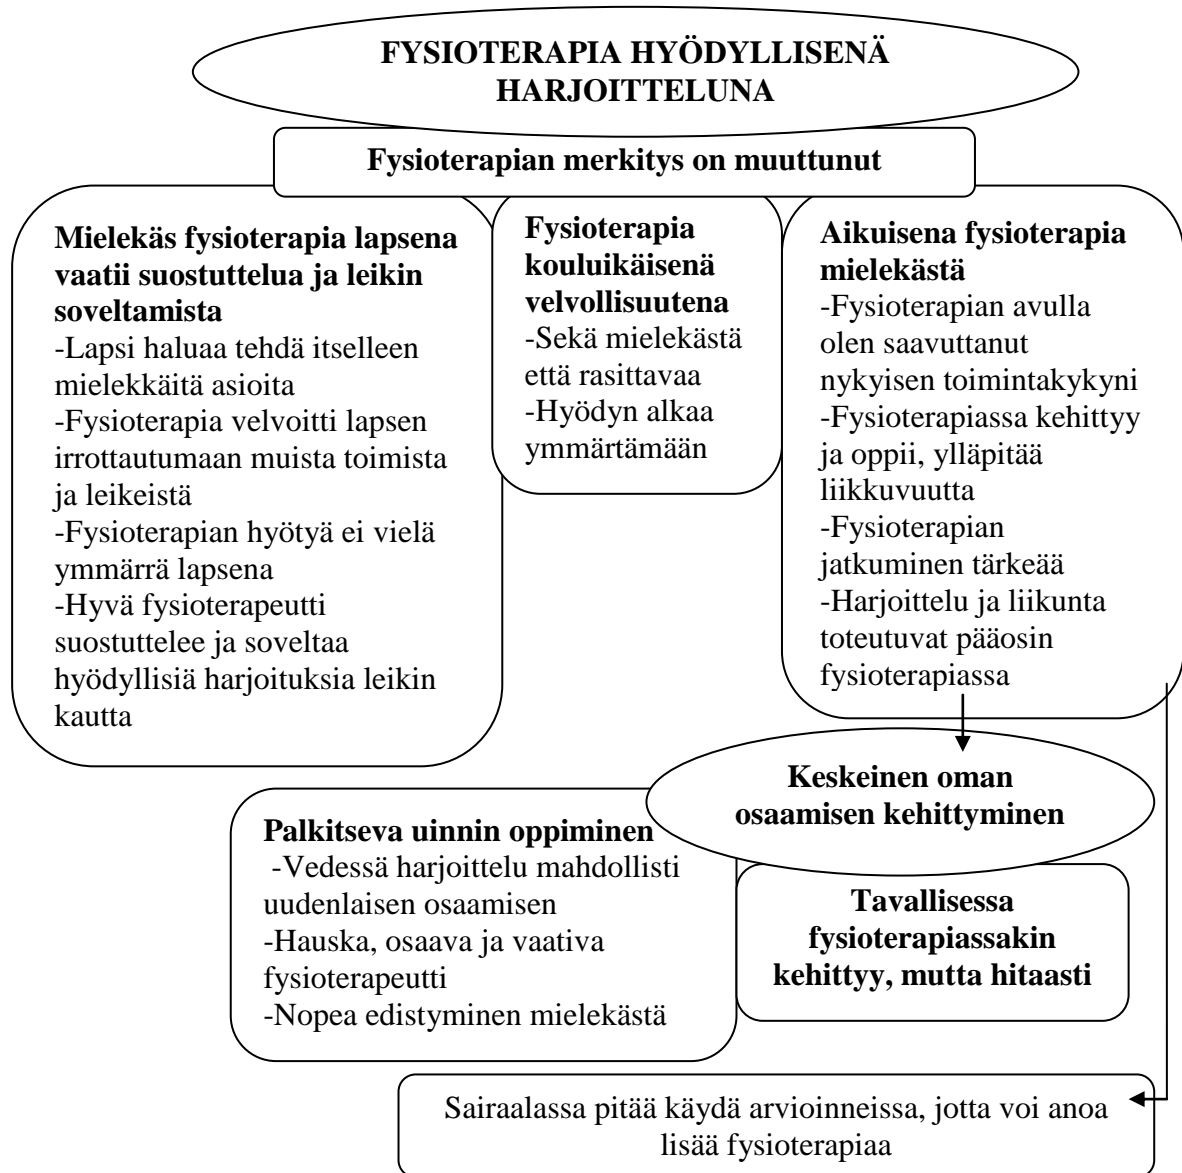 FYSIOTERAPIA HYÖDYLLISENÄ
HARJOITTELUNA
Fysioterapian merkitys on muuttunut
Mielekäs fysioterapia lapsena
vaatii suostuttelua ja leikin
soveltamista
-Lapsi haluaa tehdä itselleen
mielekkäitä asioita
-Fysioterapia velvoitti lapsen
irrottautumaan muista toimista
ja leikeistä
-Fysioterapian hyötyä ei vielä
ymmärrä lapsena
-Hyvä fysioterapeutti
suostuttelee ja soveltaa
hyödyllisiä harjoituksia leikin
kautta
Fysioterapia
kouluikäisenä
velvollisuutena
-Sekä mielekästä
että rasittavaa
-Hyödyn alkaa
ymmärtämään
Aikuisena fysioterapia
mielekästä
-Fysioterapian avulla
olen saavuttanut
nykyisen toimintakykyni
-Fysioterapiassa kehittyy
ja oppii, ylläpitää
liikkuvuutta
-Fysioterapian
jatkuminen tärkeää
-Harjoittelu ja liikunta
toteutuvat pääosin
fysioterapiassa
Keskeinen oman
osaamisen kehittyminen
Palkitseva uinnin oppiminen
-Vedessä harjoittelu mahdollisti
uudenlaisen osaamisen
-Hauska, osaava ja vaativa
fysioterapeutti
-Nopea edistyminen mielekästä
Tavallisessa
fysioterapiassakin
kehittyy, mutta hitaasti
Sairaalassa pitää käydä arvioinneissa, jotta voi anoa
lisää fysioterapiaa